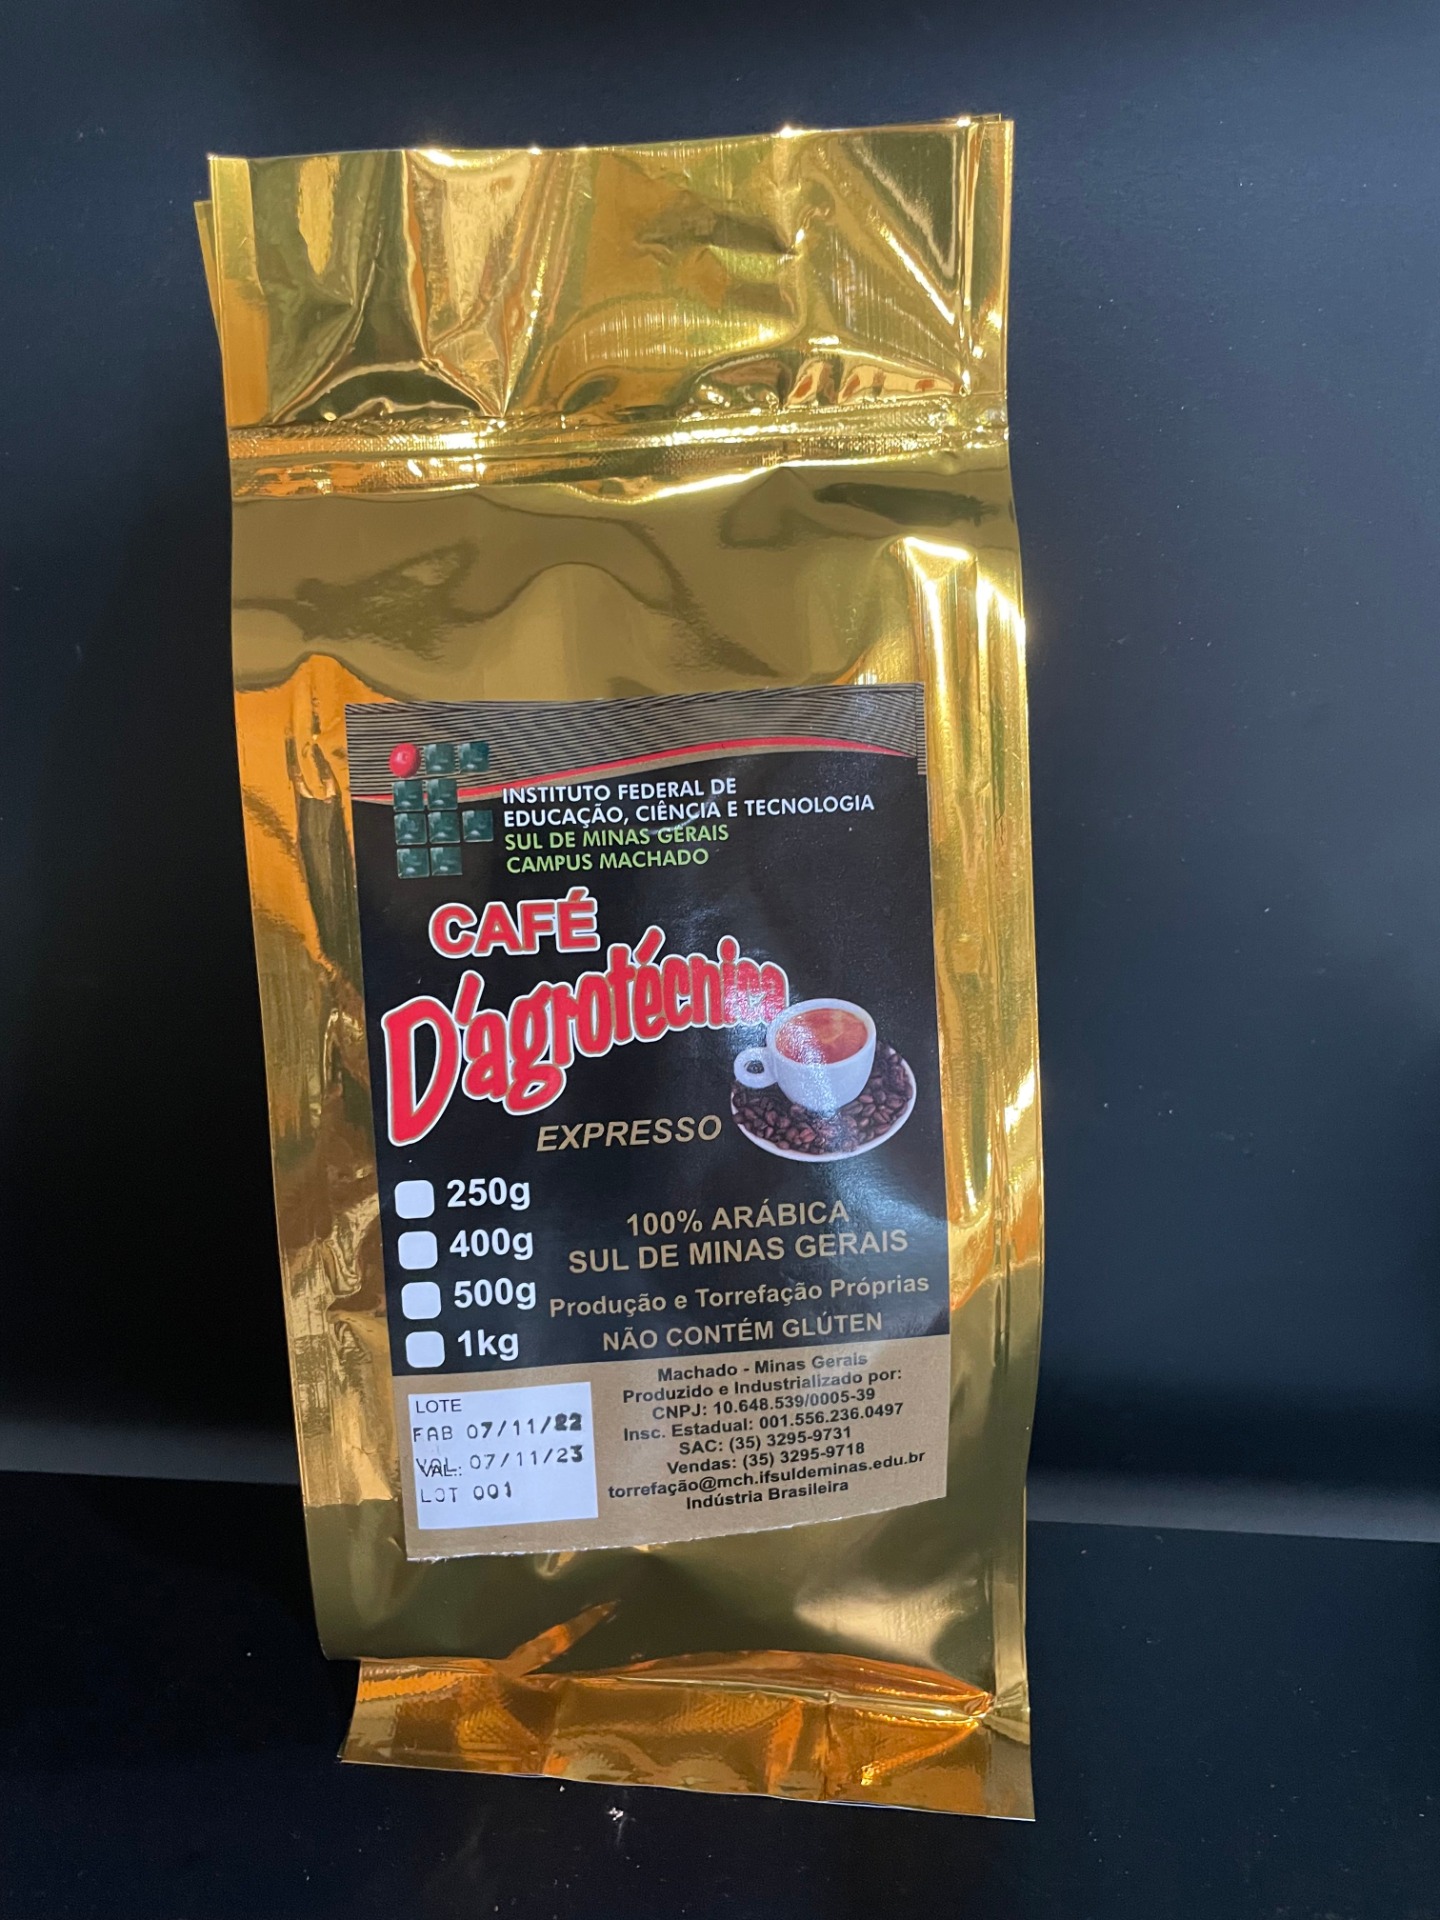 INSTITUTO FEDERAL DE
EDUCAÇÃO, CIÊNCIA E TECNOLOGIA
SUL DE MINAS GERAIS
CAMPUS MACHADO
CAFÉ
D'agrotécnica
EXPRESSO
250g
400g
500g
1kg
100% ARÁBICA
SUL DE MINAS GERAIS
Produção e Torrefação Próprias
NÃO CONTÉM GLÚTEN
LOTE
FAB 07/11/22
VAL.: 07/11/23
LOT 001
Machado - Minas Gerais
Produzido e Industrializado por:
CNPJ: 10.648.539/0005-39
Insc. Estadual: 001.556.236.0497
SAC: (35) 3295-9731
Vendas: (35) 3295-9718
torrefação@mch.ifsuldeminas.edu.br
Indústria Brasileira